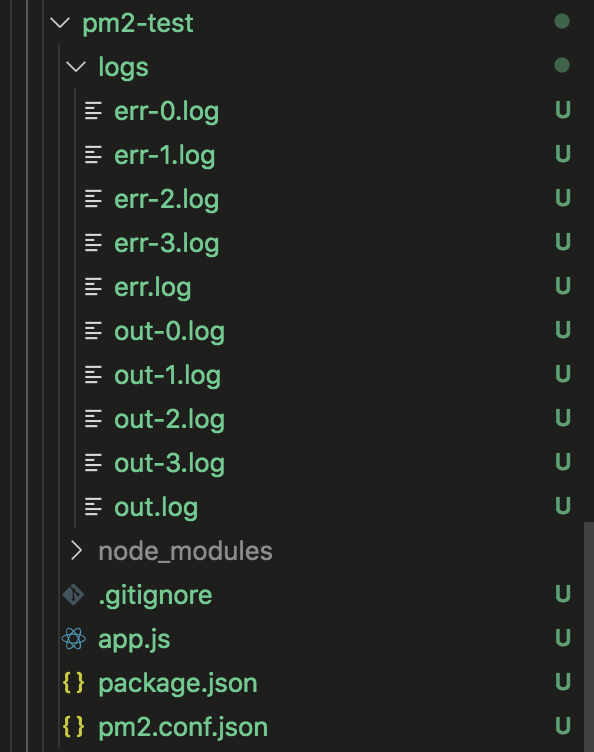 pm2-test
logs
err-0.log U
err-1.log U
err-2.log U
err-3.log U
err.log U
out-0.log U
out-1.log U
out-2.log U
out-3.log U
out.log U
node_modules
.gitignore U
app.js U
{} package.json U
{} pm2.conf.json U